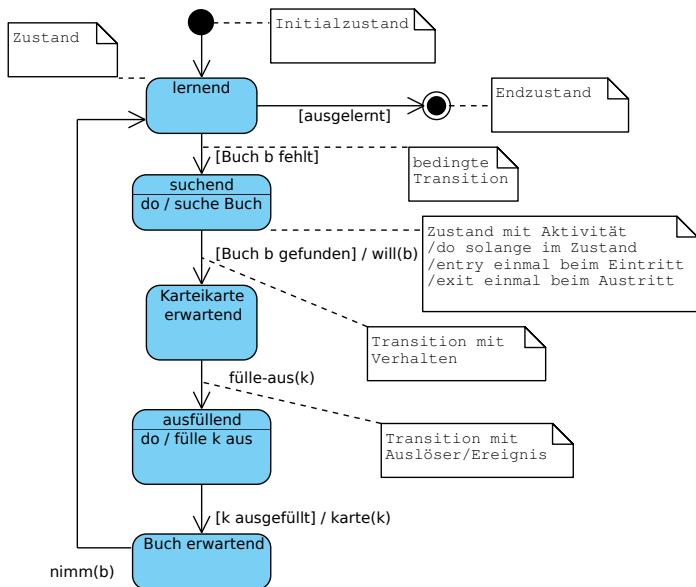 Initialzustand
Zustand
lernend
Endzustand
[ausgelernt]
[Buch b fehlt]
bedingte
Transition
suchend
do / suche Buch
Zustand mit Aktivität
/do solange im Zustand
/entry einmal beim Eintritt
/exit einmal beim Austritt
[Buch b gefunden] / will(b)
Karteikarte
erwartend
Transition mit
Verhalten
fülle-aus(k)
ausfüllend
do / fülle k aus
Transition mit
Auslöser/Ereignis
[k ausgefüllt] / karte(k)
Buch erwartend
nimm(b)